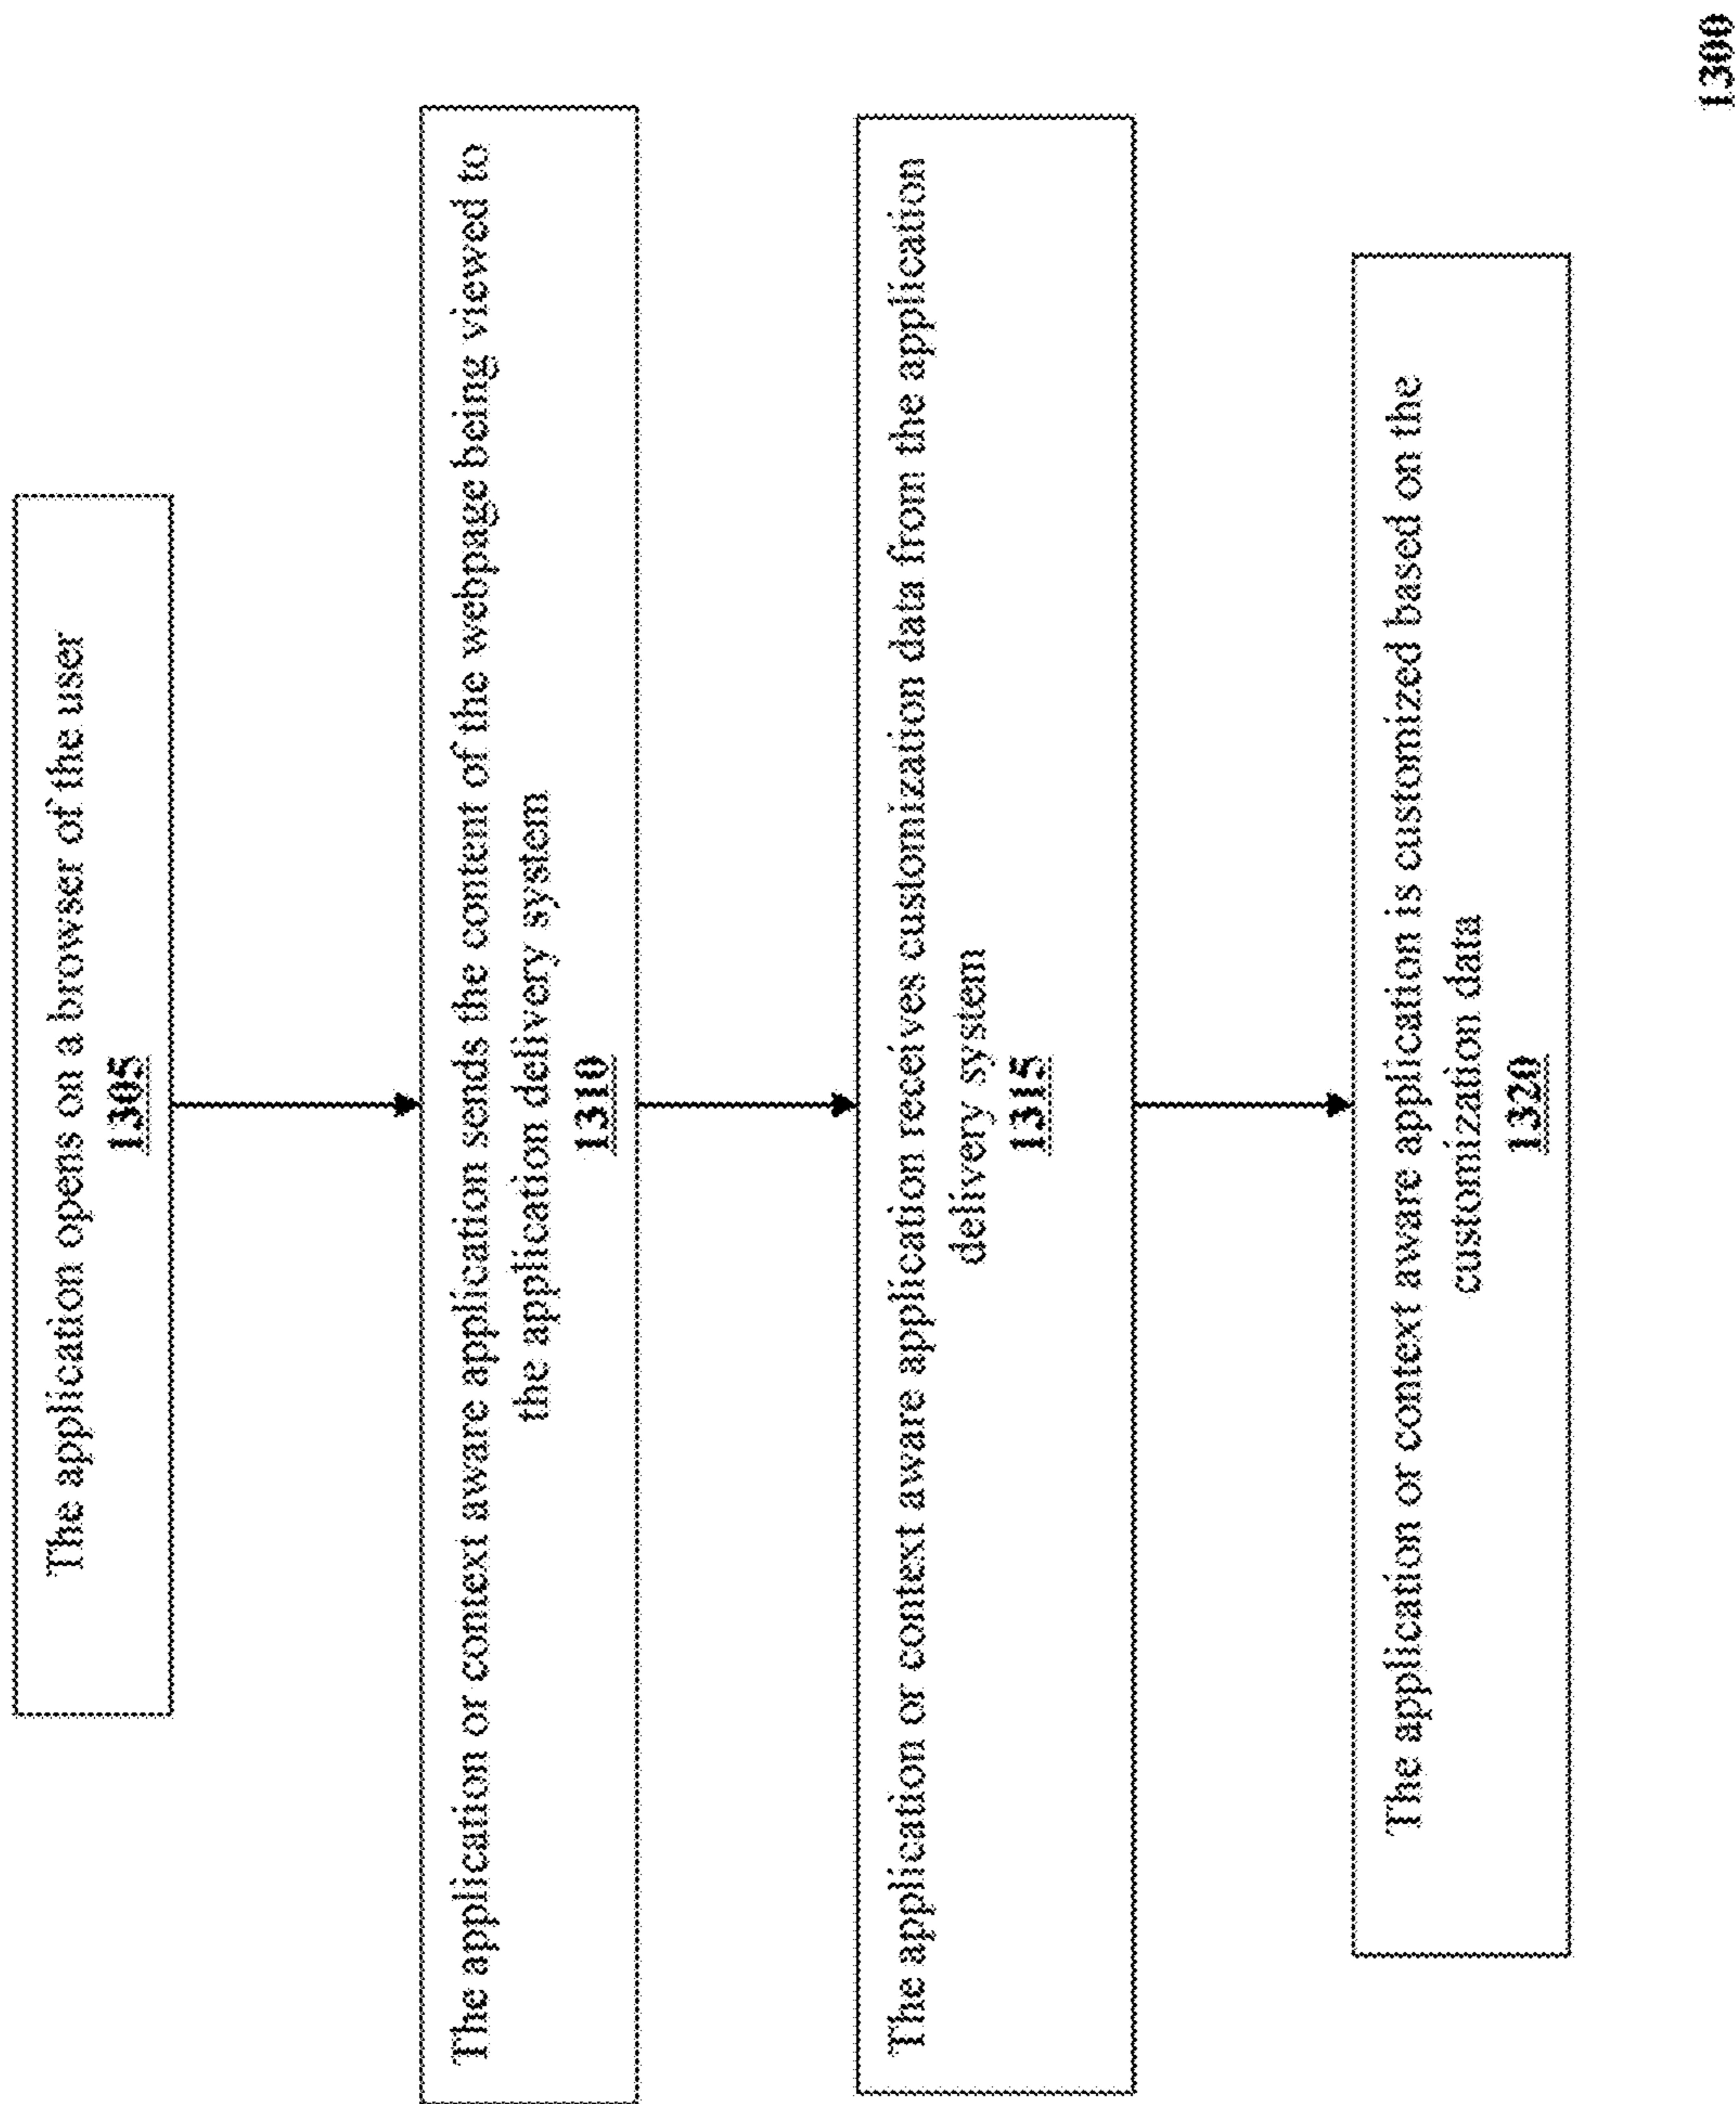 The application opens on a browser of the user
1305
The application or context aware application sends the content of the webpage being viewed to
the application delivery system
1310
The application or context aware application receives customization data from the application
delivery system
1315
The application or context aware application is customized based on the
customization data
1320
1300